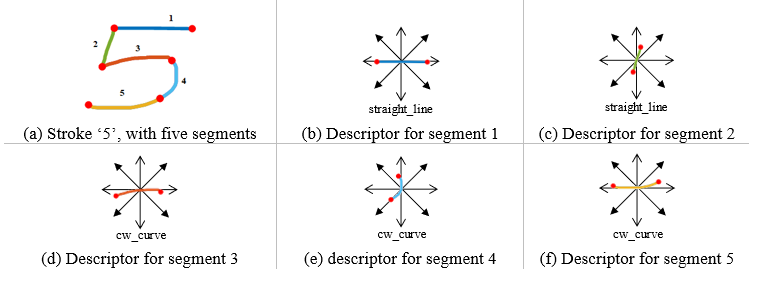 1
2
3
4
5
straight_line
straight_line
(a) Stroke ‘5’, with five segments
(b) Descriptor for segment 1
(c) Descriptor for segment 2
cw_curve
cw_curve
cw_curve
(d) Descriptor for segment 3
(e) descriptor for segment 4
(f) Descriptor for segment 5